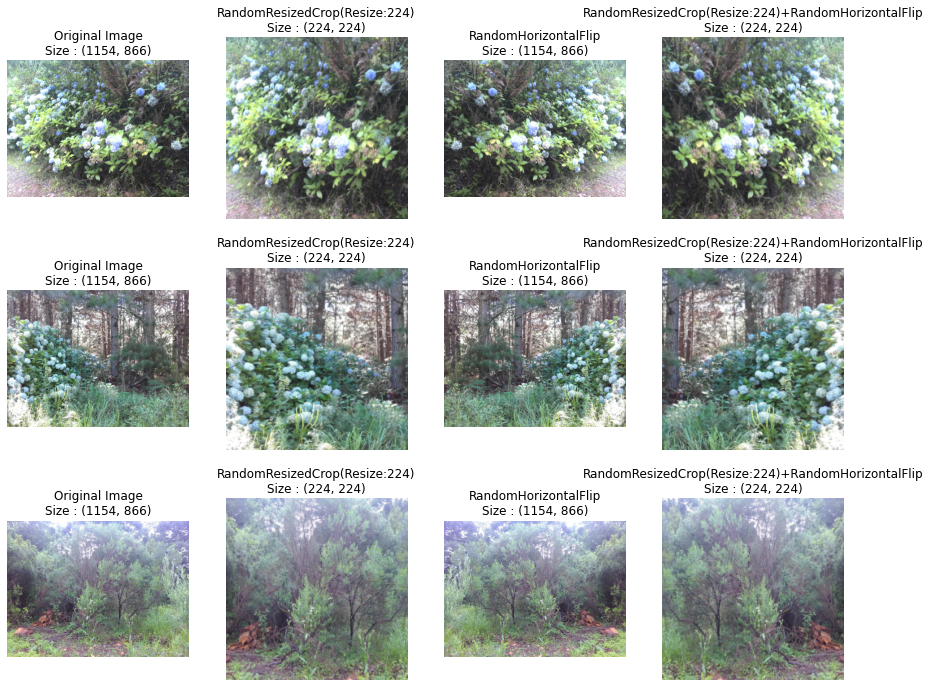 Original Image
Size : (1154, 866)
RandomResizedCrop(Resize:224)
Size : (224, 224)
RandomHorizontalFlip
Size : (1154, 866)
RandomResizedCrop(Resize:224)+RandomHorizontalFlip
Size : (224, 224)
Original Image
Size : (1154, 866)
RandomResizedCrop(Resize:224)
Size : (224, 224)
RandomHorizontalFlip
Size : (1154, 866)
RandomResizedCrop(Resize:224)+RandomHorizontalFlip
Size : (224, 224)
Original Image
Size : (1154, 866)
RandomResizedCrop(Resize:224)
Size : (224, 224)
RandomHorizontalFlip
Size : (1154, 866)
RandomResizedCrop(Resize:224)+RandomHorizontalFlip
Size : (224, 224)